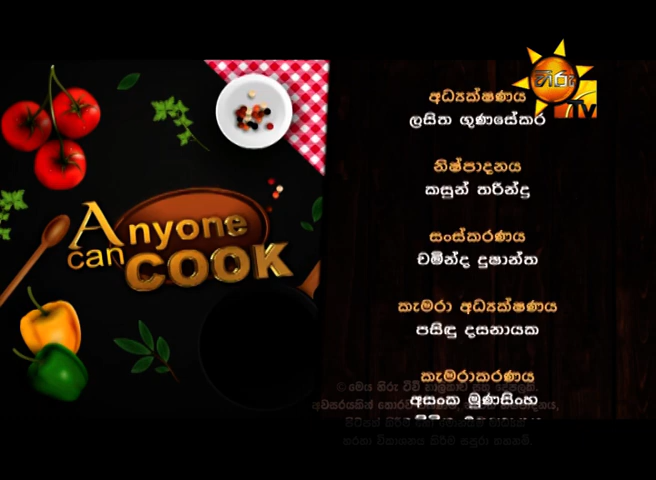 Anyone
can COOK
හිරු
TV
අධ්‍යක්ෂණය
ලසිත ගුණසේකර
නිෂ්පාදනය
කසුන් තරින්දු
සංස්කරණය
චමින්ද දුෂාන්ත
කැමරා අධ්‍යක්ෂණය
පසිඳු දසනායක
කැමරාකරණය
අසංක මුණසිංහ
© මෙය හිරු ටීවී